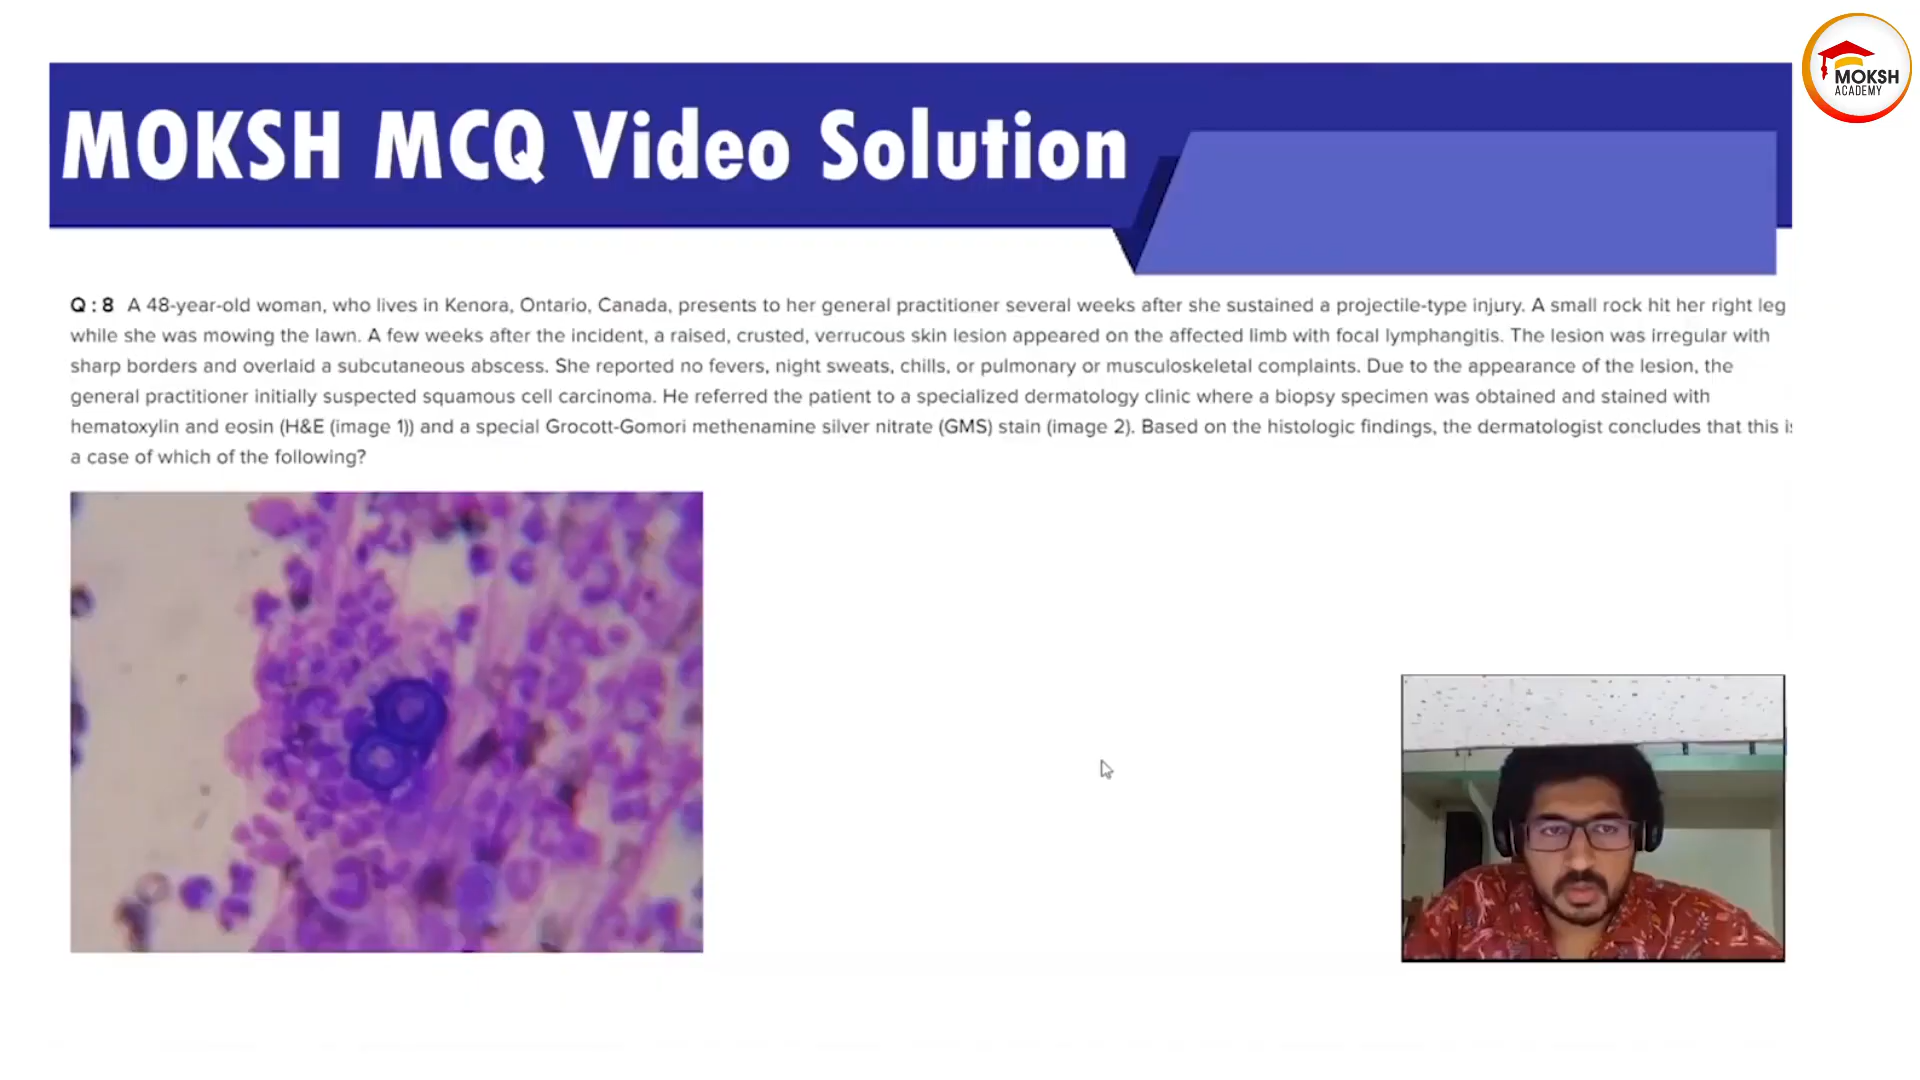 MOKSH
ACADEMY
MOKSH MCQ Video Solution
Q : 8 A 48-year-old woman, who lives in Kenora, Ontario, Canada, presents to her general practitioner several weeks after she sustained a projectile-type injury. A small rock hit her right leg
while she was mowing the lawn. A few weeks after the incident, a raised, crusted, verrucous skin lesion appeared on the affected limb with focal lymphangitis. The lesion was irregular with
sharp borders and overlaid a subcutaneous abscess. She reported no fevers, night sweats, chills, or pulmonary or musculoskeletal complaints. Due to the appearance of the lesion, the
general practitioner initially suspected squamous cell carcinoma. He referred the patient to a specialized dermatology clinic where a biopsy specimen was obtained and stained with
hematoxylin and eosin (H&E (image 1)) and a special Grocott-Gomori methenamine silver nitrate (GMS) stain (image 2). Based on the histologic findings, the dermatologist concludes that this is
a case of which of the following?